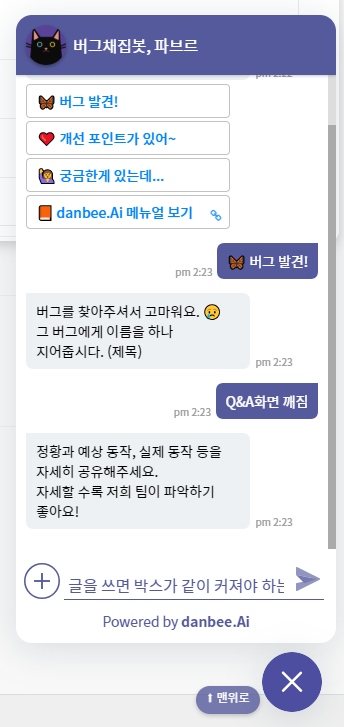 버그채집봇, 파브르
🦋 버그 발견!
❤️ 개선 포인트가 있어~
🙋 궁금한게 있는데...
📙 danbee.Ai 메뉴얼 보기
pm 2:23
🦋 버그 발견!
버그를 찾아주셔서 고마워요. 😥
그 버그에게 이름을 하나
지어줍시다. (제목)
pm 2:23
pm 2:23
Q&A화면 깨짐
정황과 예상 동작, 실제 동작 등을
자세히 공유해주세요.
자세할 수록 저희 팀이 파악하기
좋아요!
pm 2:23
글을 쓰면 박스가 같이 커져야 하는
Powered by danbee.Ai
⬆ 맨위로